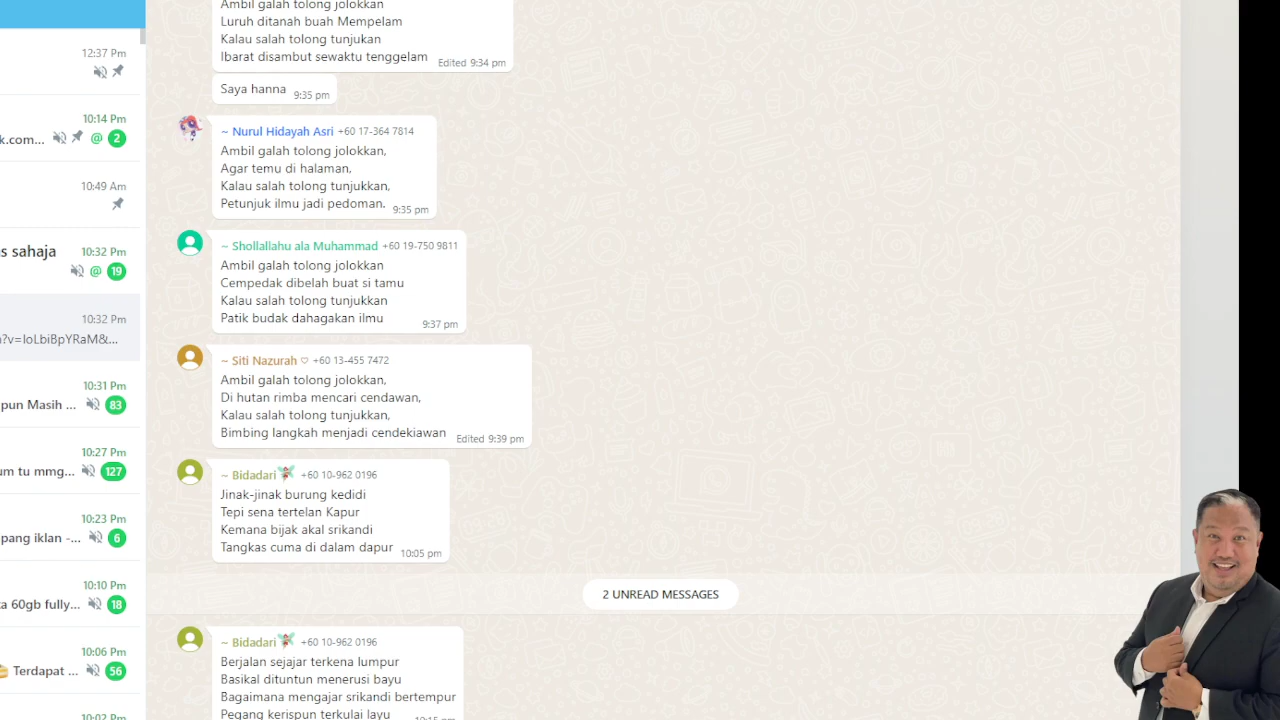 12:37 Pm
10:14 Pm
k.com... @ 2
10:49 Am
s sahaja 10:32 Pm
@ 19
10:32 Pm
?v=IoLbiBpYRaM&...
10:31 Pm
pun Masih ... 83
10:27 Pm
um tu mmg... 127
10:23 Pm
pang iklan -... 6
10:10 Pm
a 60gb fully... 18
10:06 Pm
Terdapat ... 56
10:02 Pm
Ambil galah tolong jolokkan
Luruh ditanah buah Mempelam
Kalau salah tolong tunjukan
Ibarat disambut sewaktu tenggelam Edited 9:34 pm
Saya hanna 9:35 pm
~ Nurul Hidayah Asri +60 17-364 7814
Ambil galah tolong jolokkan,
Agar temu di halaman,
Kalau salah tolong tunjukkan,
Petunjuk ilmu jadi pedoman. 9:35 pm
~ Shollallahu ala Muhammad +60 19-750 9811
Ambil galah tolong jolokkan
Cempedak dibelah buat si tamu
Kalau salah tolong tunjukkan
Patik budak dahagakan ilmu 9:37 pm
~ Siti Nazurah ♡ +60 13-455 7472
Ambil galah tolong jolokkan,
Di hutan rimba mencari cendawan,
Kalau salah tolong tunjukkan,
Bimbing langkah menjadi cendekiawan Edited 9:39 pm
~ Bidadari🧚 +60 10-962 0196
Jinak-jinak burung kedidi
Tepi sena tertelan Kapur
Kemana bijak akal srikandi
Tangkas cuma di dalam dapur 10:05 pm
2 UNREAD MESSAGES
~ Bidadari🧚 +60 10-962 0196
Berjalan sejajar terkena lumpur
Basikal dituntun menerusi bayu
Bagaimana mengajar srikandi bertempur
Pegang kerispun terkulai layu 10:15 pm